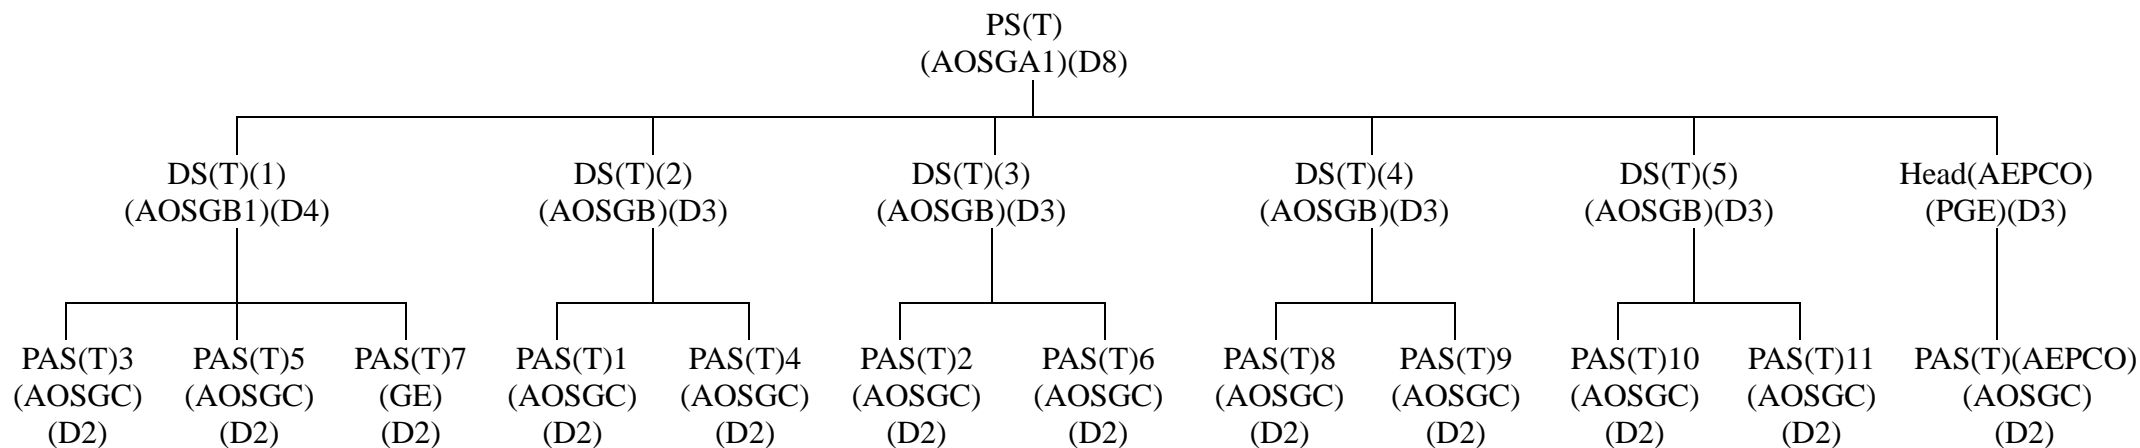 PS(T)
(AOSGA1)(D8)
DS(T)(1)
(AOSGB1)(D4)
DS(T)(2)
(AOSGB)(D3)
DS(T)(3)
(AOSGB)(D3)
DS(T)(4)
(AOSGB)(D3)
DS(T)(5)
(AOSGB)(D3)
Head(AEPCO)
(PGE)(D3)
PAS(T)3
(AOSGC)
(D2)
PAS(T)5
(AOSGC)
(D2)
PAS(T)7
(GE)
(D2)
PAS(T)1
(AOSGC)
(D2)
PAS(T)4
(AOSGC)
(D2)
PAS(T)2
(AOSGC)
(D2)
PAS(T)6
(AOSGC)
(D2)
PAS(T)8
(AOSGC)
(D2)
PAS(T)9
(AOSGC)
(D2)
PAS(T)10
(AOSGC)
(D2)
PAS(T)11
(AOSGC)
(D2)
PAS(T)(AEPCO)
(AOSGC)
(D2)